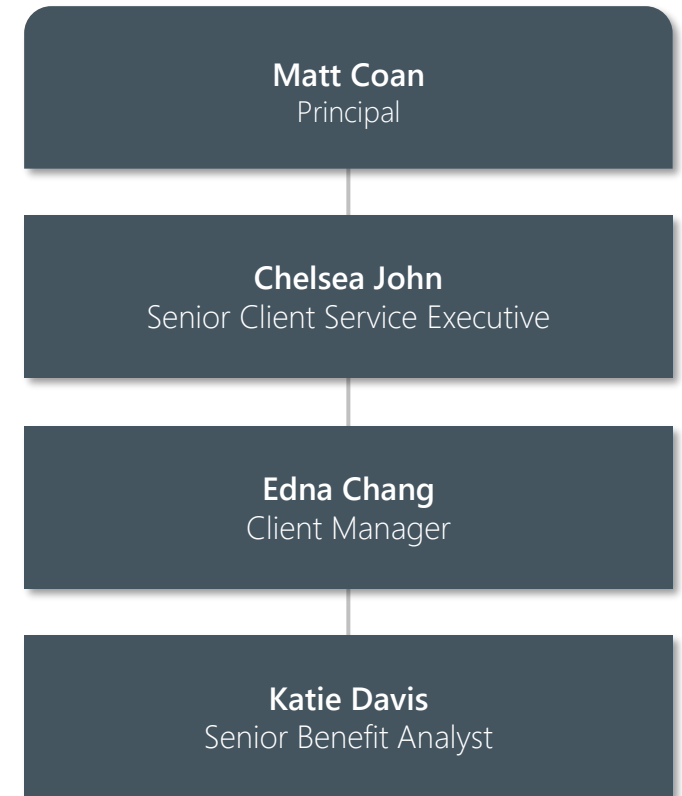 Matt Coan
Principal
Chelsea John
Senior Client Service Executive
Edna Chang
Client Manager
Katie Davis
Senior Benefit Analyst